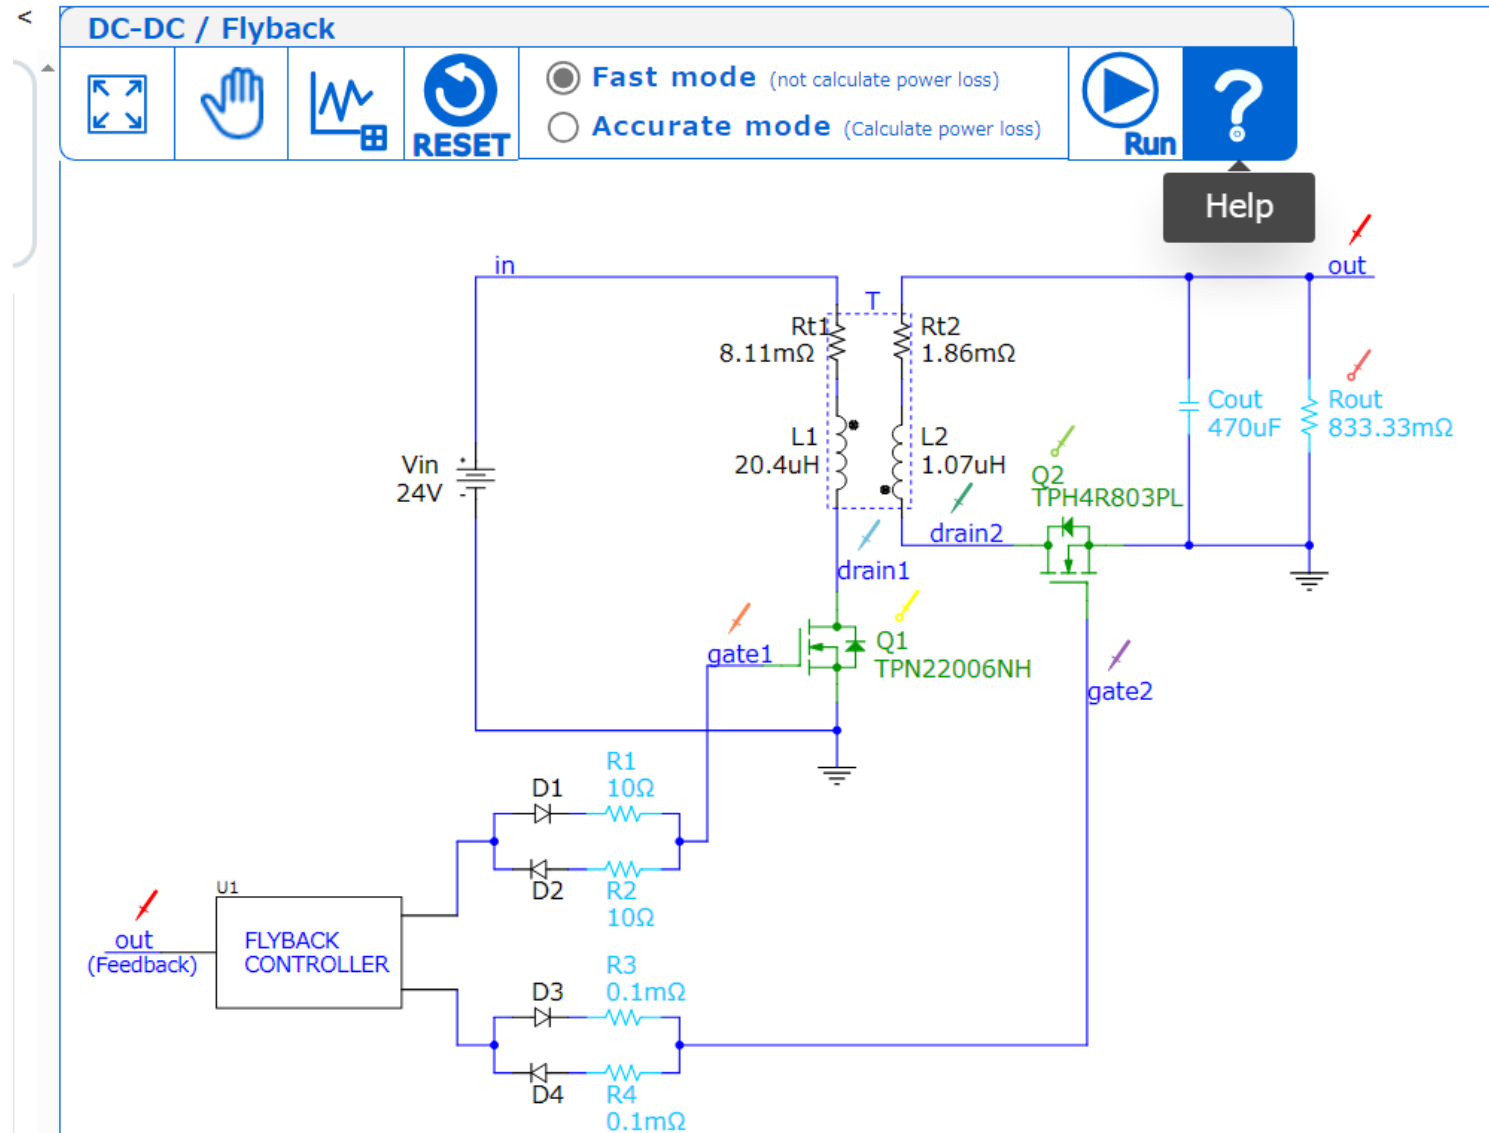 <
DC-DC / Flyback
RESET
Fast mode (not calculate power loss)
Accurate mode (Calculate power loss)
Run
?
Help
in
out
T
Rt1
8.11mΩ
Rt2
1.86mΩ
L1
20.4uH
L2
1.07uH
Cout
470uF
Rout
833.33mΩ
Vin
24V
+
-
Q2
TPH4R803PL
drain2
drain1
gate1
Q1
TPN22006NH
gate2
R1
10Ω
D1
D2
R2
10Ω
U1
out
(Feedback)
FLYBACK
CONTROLLER
R3
0.1mΩ
D3
D4
R4
0.1mΩ